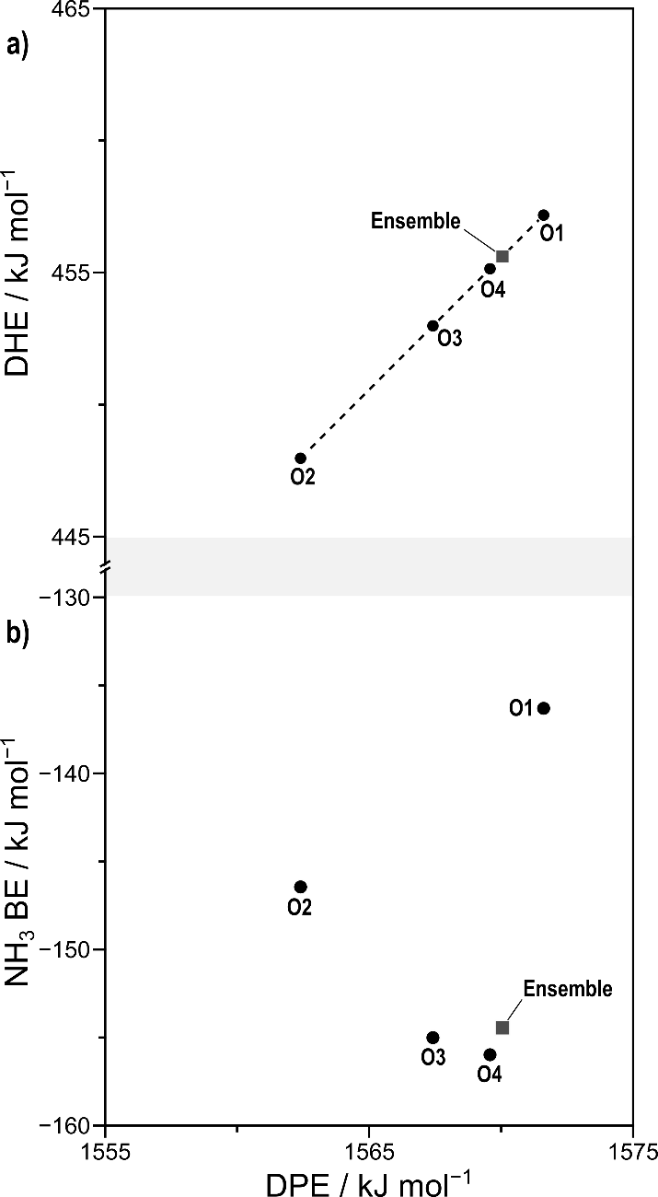 a)
465
455
445
DHE / kJ mol⁻¹
Ensemble
O1
O4
O3
O2
b)
−130
−140
−150
−160
NH₃ BE / kJ mol⁻¹
O1
O2
Ensemble
O3
O4
1555
1565
1575
DPE / kJ mol⁻¹